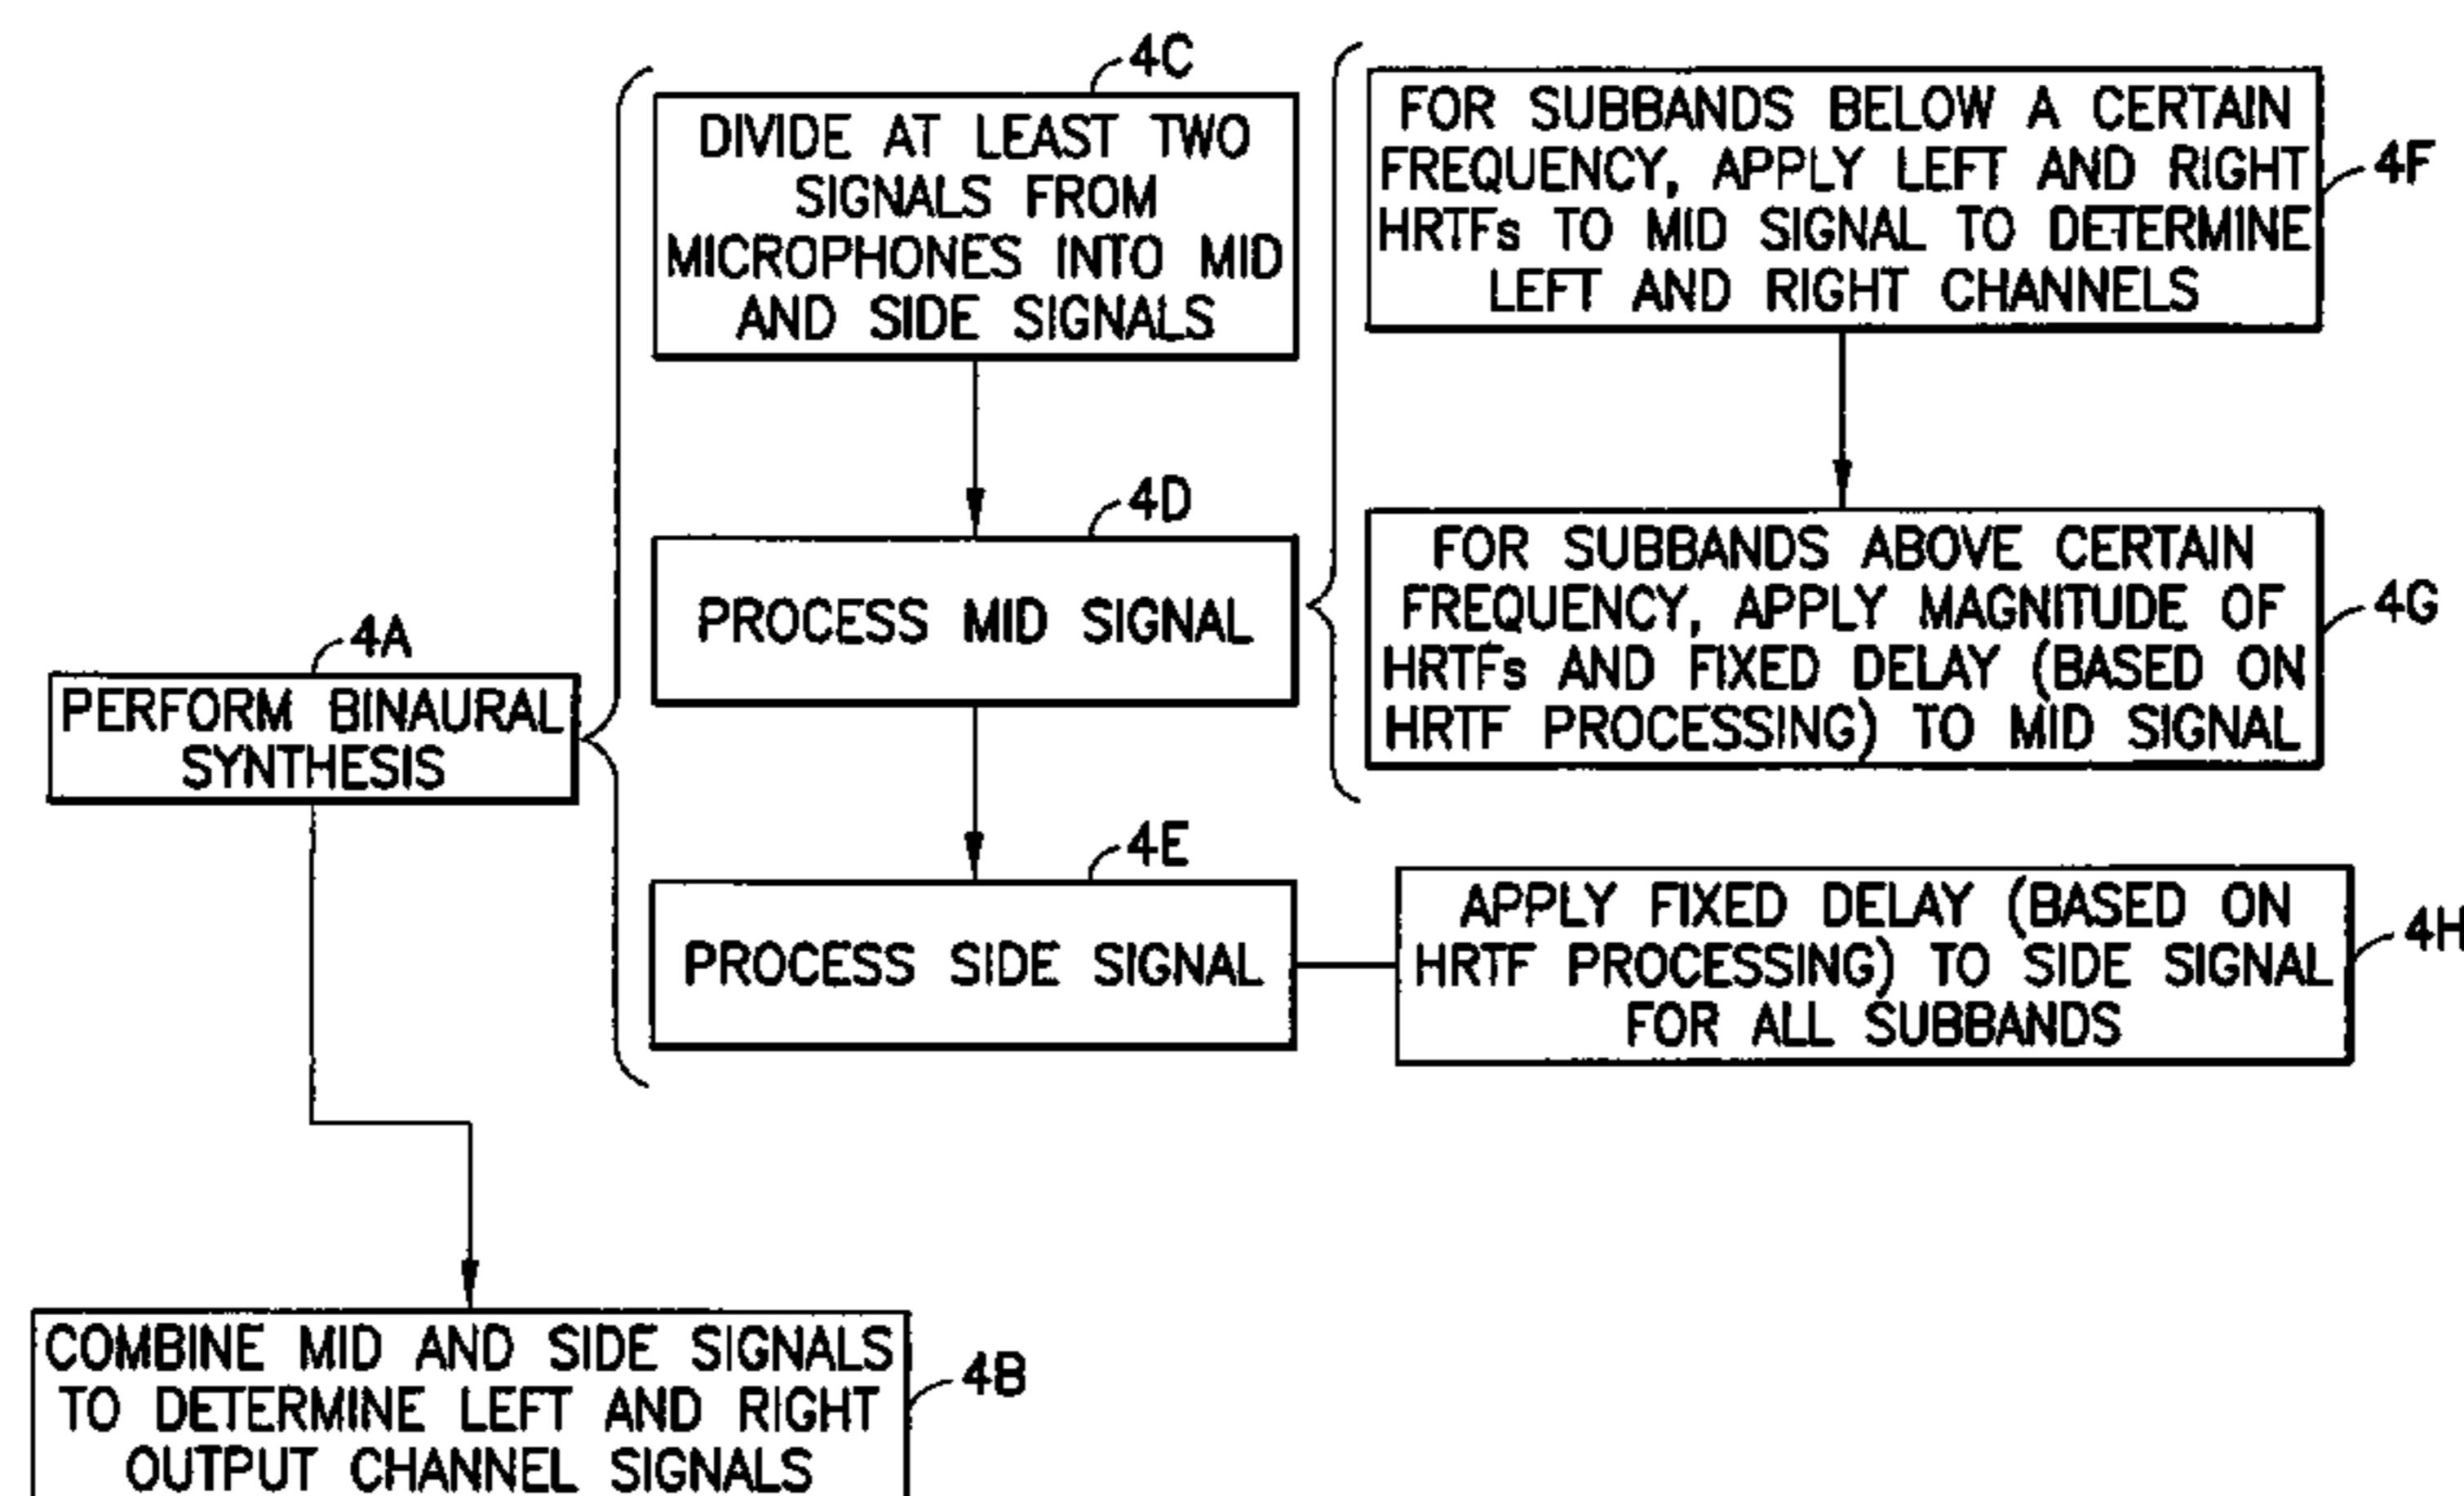 4A
PERFORM BINAURAL
SYNTHESIS
4C
DIVIDE AT LEAST TWO
SIGNALS FROM
MICROPHONES INTO MID
AND SIDE SIGNALS
4D
PROCESS MID SIGNAL
4E
PROCESS SIDE SIGNAL
FOR SUBBANDS BELOW A CERTAIN
FREQUENCY, APPLY LEFT AND RIGHT
HRTFs TO MID SIGNAL TO DETERMINE
LEFT AND RIGHT CHANNELS
4F
FOR SUBBANDS ABOVE CERTAIN
FREQUENCY, APPLY MAGNITUDE OF
HRTFs AND FIXED DELAY (BASED ON
HRTF PROCESSING) TO MID SIGNAL
4G
APPLY FIXED DELAY (BASED ON
HRTF PROCESSING) TO SIDE SIGNAL
FOR ALL SUBBANDS
4H
COMBINE MID AND SIDE SIGNALS
TO DETERMINE LEFT AND RIGHT
OUTPUT CHANNEL SIGNALS
4B